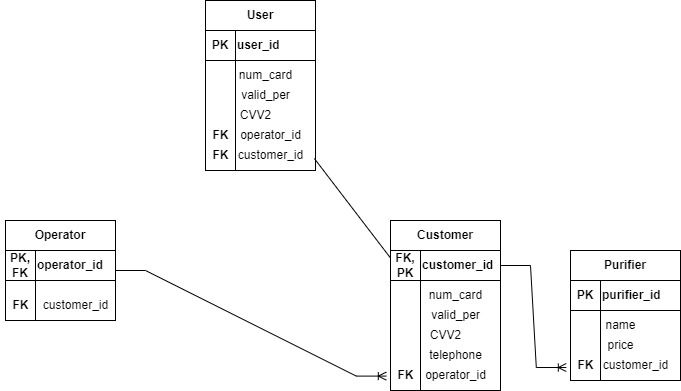 User
PK user_id
num_card
valid_per
CVV2
FK operator_id
FK customer_id
Operator
PK, FK operator_id
FK customer_id
Customer
FK, PK customer_id
num_card
valid_per
CVV2
telephone
FK operator_id
Purifier
PK purifier_id
name
price
FK customer_id